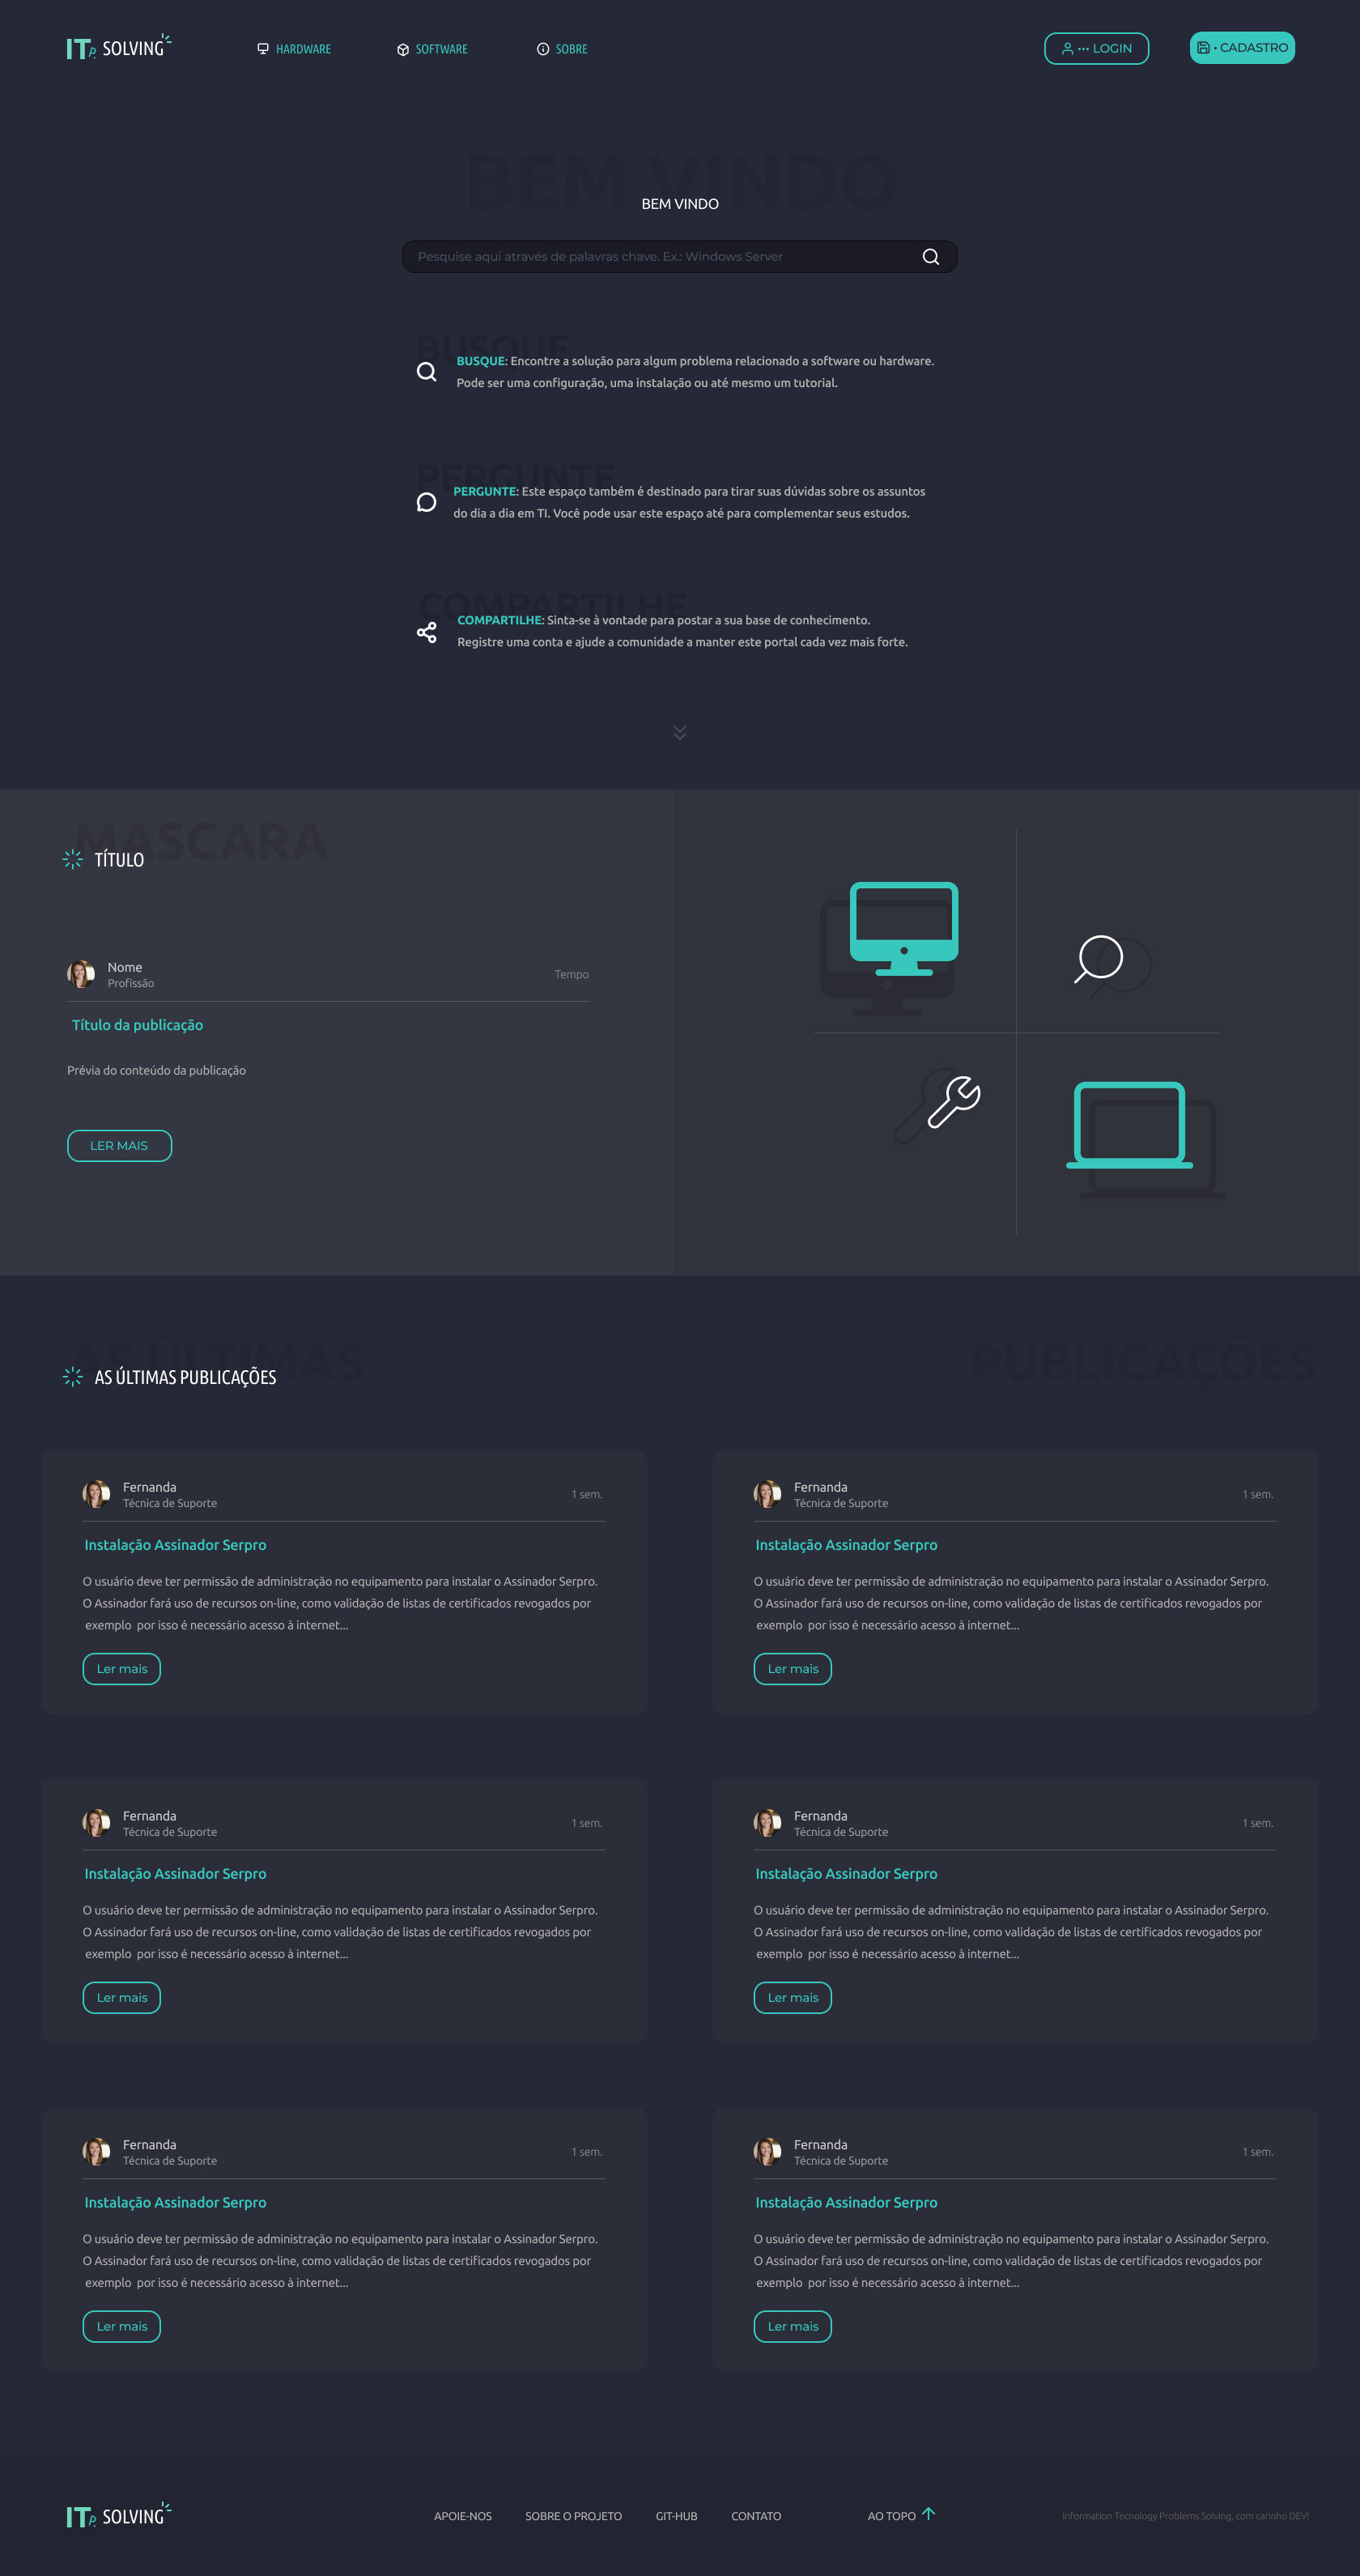 ITP. SOLVING
HARDWARE
SOFTWARE
SOBRE
••• LOGIN
• CADASTRO
BEM VINDO
BEM VINDO
Pesquise aqui através de palavras chave. Ex.: Windows Server
BUSQUE
BUSQUE: Encontre a solução para algum problema relacionado a software ou hardware.
Pode ser uma configuração, uma instalação ou até mesmo um tutorial.
PERGUNTE
PERGUNTE: Este espaço também é destinado para tirar suas dúvidas sobre os assuntos
do dia a dia em TI. Você pode usar este espaço até para complementar seus estudos.
COMPARTILHE
COMPARTILHE: Sinta-se à vontade para postar a sua base de conhecimento.
Registre uma conta e ajude a comunidade a manter este portal cada vez mais forte.
MASCARA
TÍTULO
Nome
Profissão
Tempo
Título da publicação
Prévia do conteúdo da publicação
LER MAIS
AS ÚLTIMAS
PUBLICAÇÕES
AS ÚLTIMAS PUBLICAÇÕES
Fernanda
Técnica de Suporte
1 sem.
Instalação Assinador Serpro
O usuário deve ter permissão de administração no equipamento para instalar o Assinador Serpro.
O Assinador fará uso de recursos on-line, como validação de listas de certificados revogados por
exemplo  por isso é necessário acesso à internet...
Ler mais
Fernanda
Técnica de Suporte
1 sem.
Instalação Assinador Serpro
O usuário deve ter permissão de administração no equipamento para instalar o Assinador Serpro.
O Assinador fará uso de recursos on-line, como validação de listas de certificados revogados por
exemplo  por isso é necessário acesso à internet...
Ler mais
Fernanda
Técnica de Suporte
1 sem.
Instalação Assinador Serpro
O usuário deve ter permissão de administração no equipamento para instalar o Assinador Serpro.
O Assinador fará uso de recursos on-line, como validação de listas de certificados revogados por
exemplo  por isso é necessário acesso à internet...
Ler mais
Fernanda
Técnica de Suporte
1 sem.
Instalação Assinador Serpro
O usuário deve ter permissão de administração no equipamento para instalar o Assinador Serpro.
O Assinador fará uso de recursos on-line, como validação de listas de certificados revogados por
exemplo  por isso é necessário acesso à internet...
Ler mais
Fernanda
Técnica de Suporte
1 sem.
Instalação Assinador Serpro
O usuário deve ter permissão de administração no equipamento para instalar o Assinador Serpro.
O Assinador fará uso de recursos on-line, como validação de listas de certificados revogados por
exemplo  por isso é necessário acesso à internet...
Ler mais
Fernanda
Técnica de Suporte
1 sem.
Instalação Assinador Serpro
O usuário deve ter permissão de administração no equipamento para instalar o Assinador Serpro.
O Assinador fará uso de recursos on-line, como validação de listas de certificados revogados por
exemplo  por isso é necessário acesso à internet...
Ler mais
ITP. SOLVING
APOIE-NOS
SOBRE O PROJETO
GIT-HUB
CONTATO
AO TOPO
Information Tecnology Problems Solving, com carinho DEV!